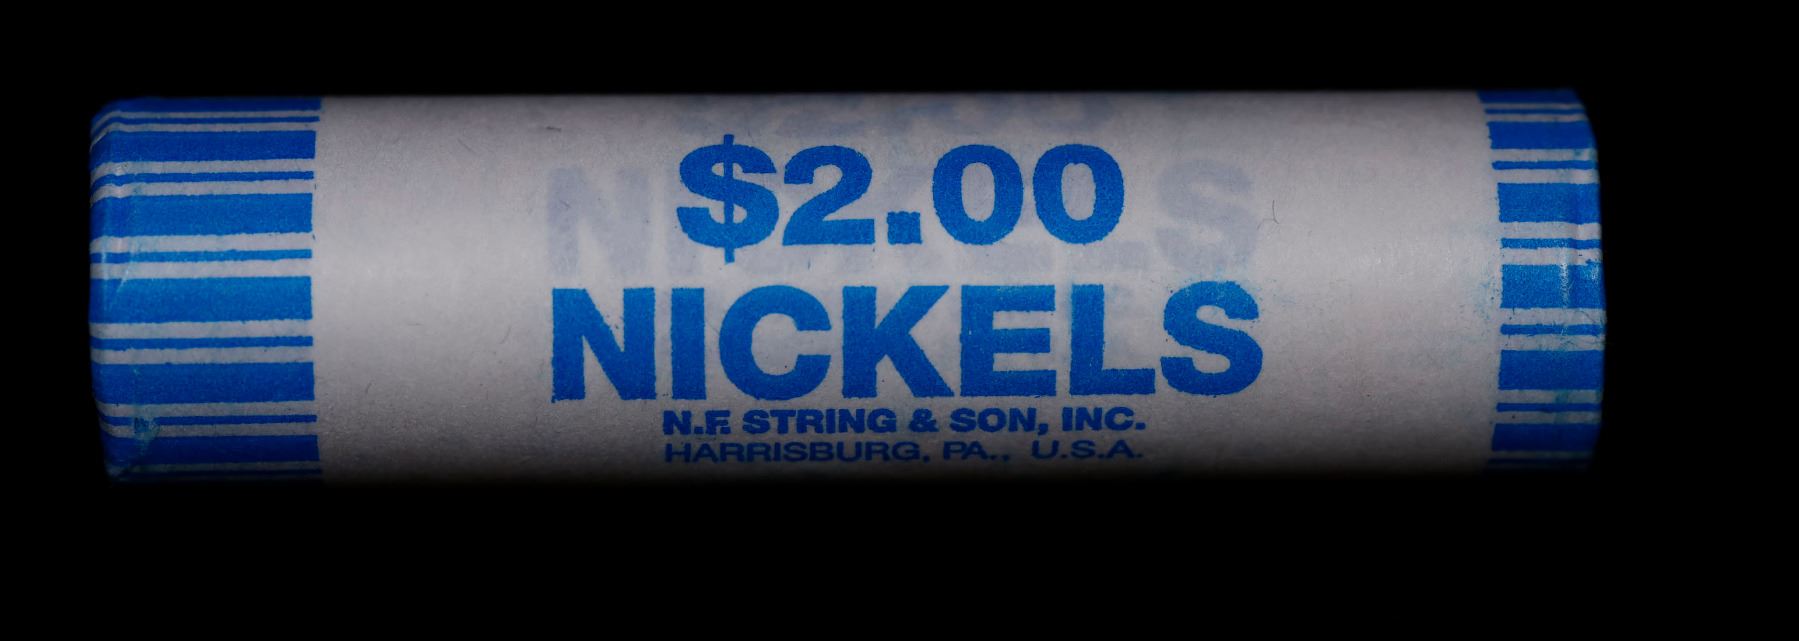 $2.00
NICKELS
N.F. STRING & SON, INC.
HARRISBURG, PA., U.S.A.